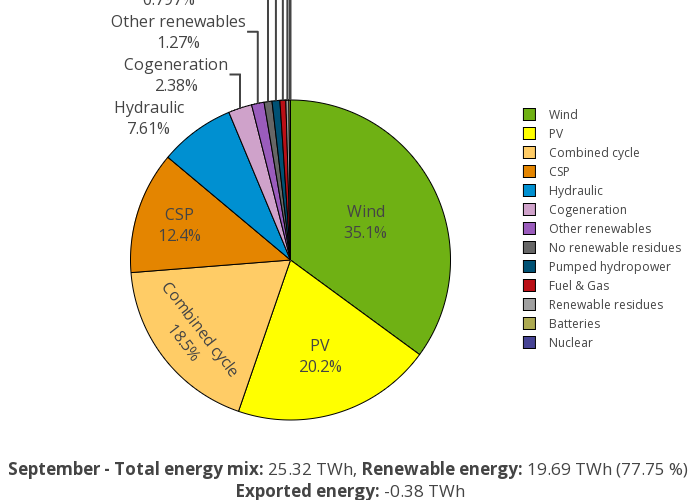 Other renewables
1.27%
Cogeneration
2.38%
Hydraulic
7.61%
CSP
12.4%
Wind
35.1%
Combined cycle
18.5%
PV
20.2%
Wind
PV
Combined cycle
CSP
Hydraulic
Cogeneration
Other renewables
No renewable residues
Pumped hydropower
Fuel & Gas
Renewable residues
Batteries
Nuclear
September - Total energy mix: 25.32 TWh, Renewable energy: 19.69 TWh (77.75 %)
Exported energy: -0.38 TWh